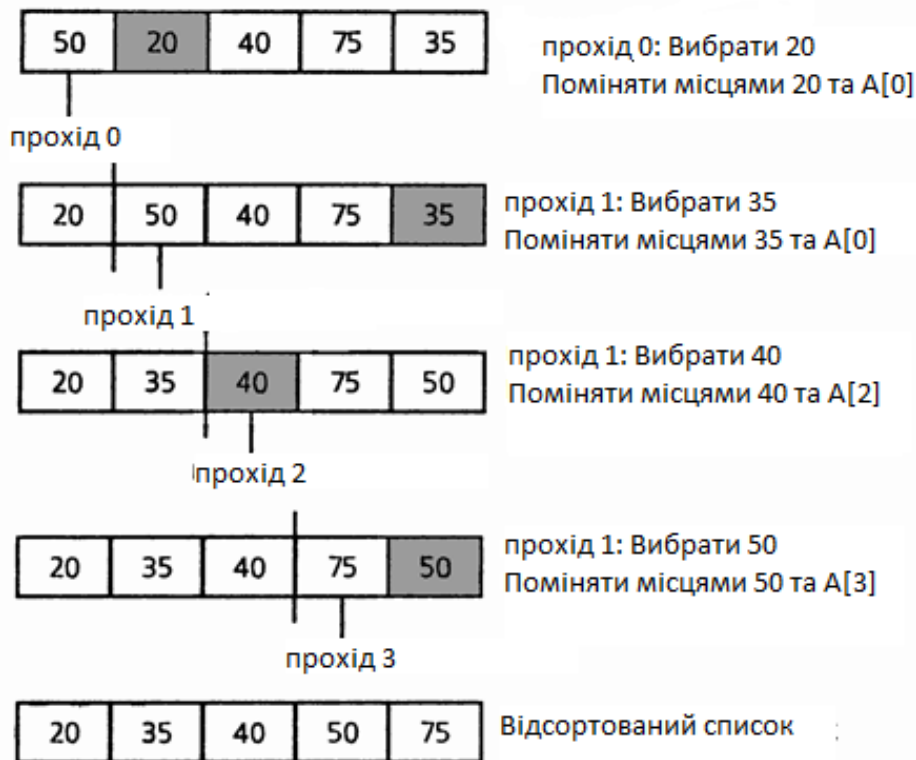 50 20 40 75 35
прохід 0: Вибрати 20
Поміняти місцями 20 та A[0]
прохід 0
20 50 40 75 35
прохід 1: Вибрати 35
Поміняти місцями 35 та A[0]
прохід 1
20 35 40 75 50
прохід 1: Вибрати 40
Поміняти місцями 40 та A[2]
прохід 2
20 35 40 75 50
прохід 1: Вибрати 50
Поміняти місцями 50 та A[3]
прохід 3
20 35 40 50 75
Відсортований список